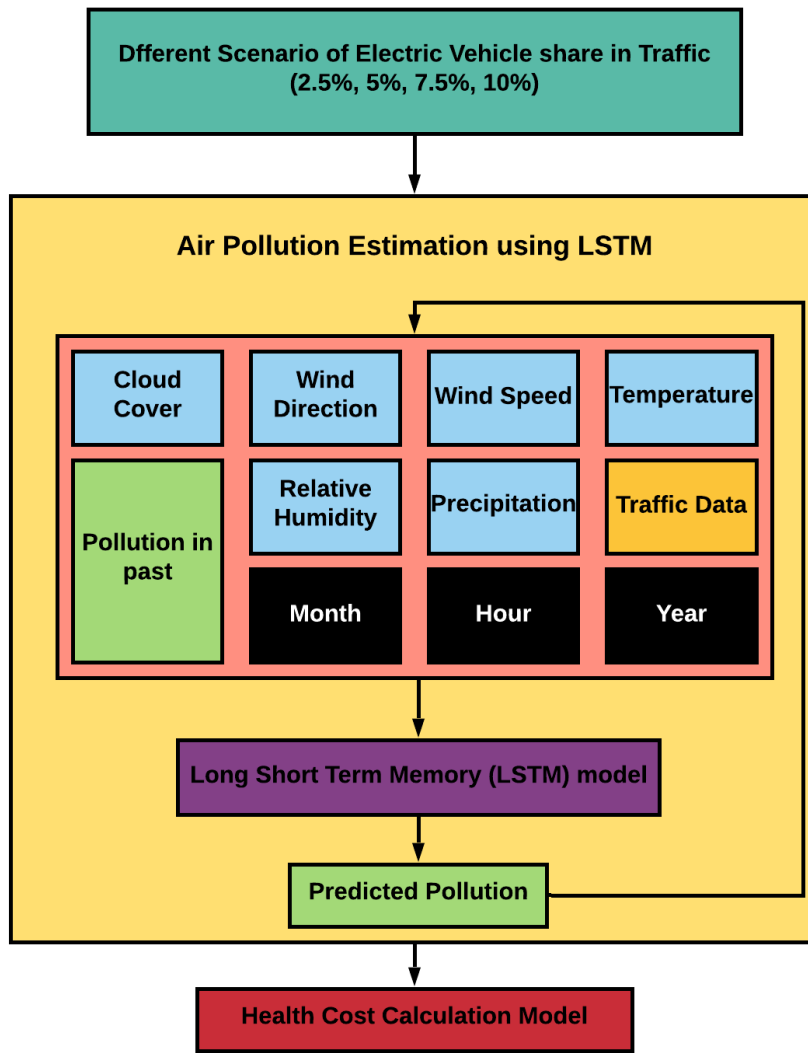 Dfferent Scenario of Electric Vehicle share in Traffic
(2.5%, 5%, 7.5%, 10%)
Air Pollution Estimation using LSTM
Cloud
Cover
Wind
Direction
Wind Speed
Temperature
Pollution in
past
Relative
Humidity
Precipitation
Traffic Data
Month
Hour
Year
Long Short Term Memory (LSTM) model
Predicted Pollution
Health Cost Calculation Model